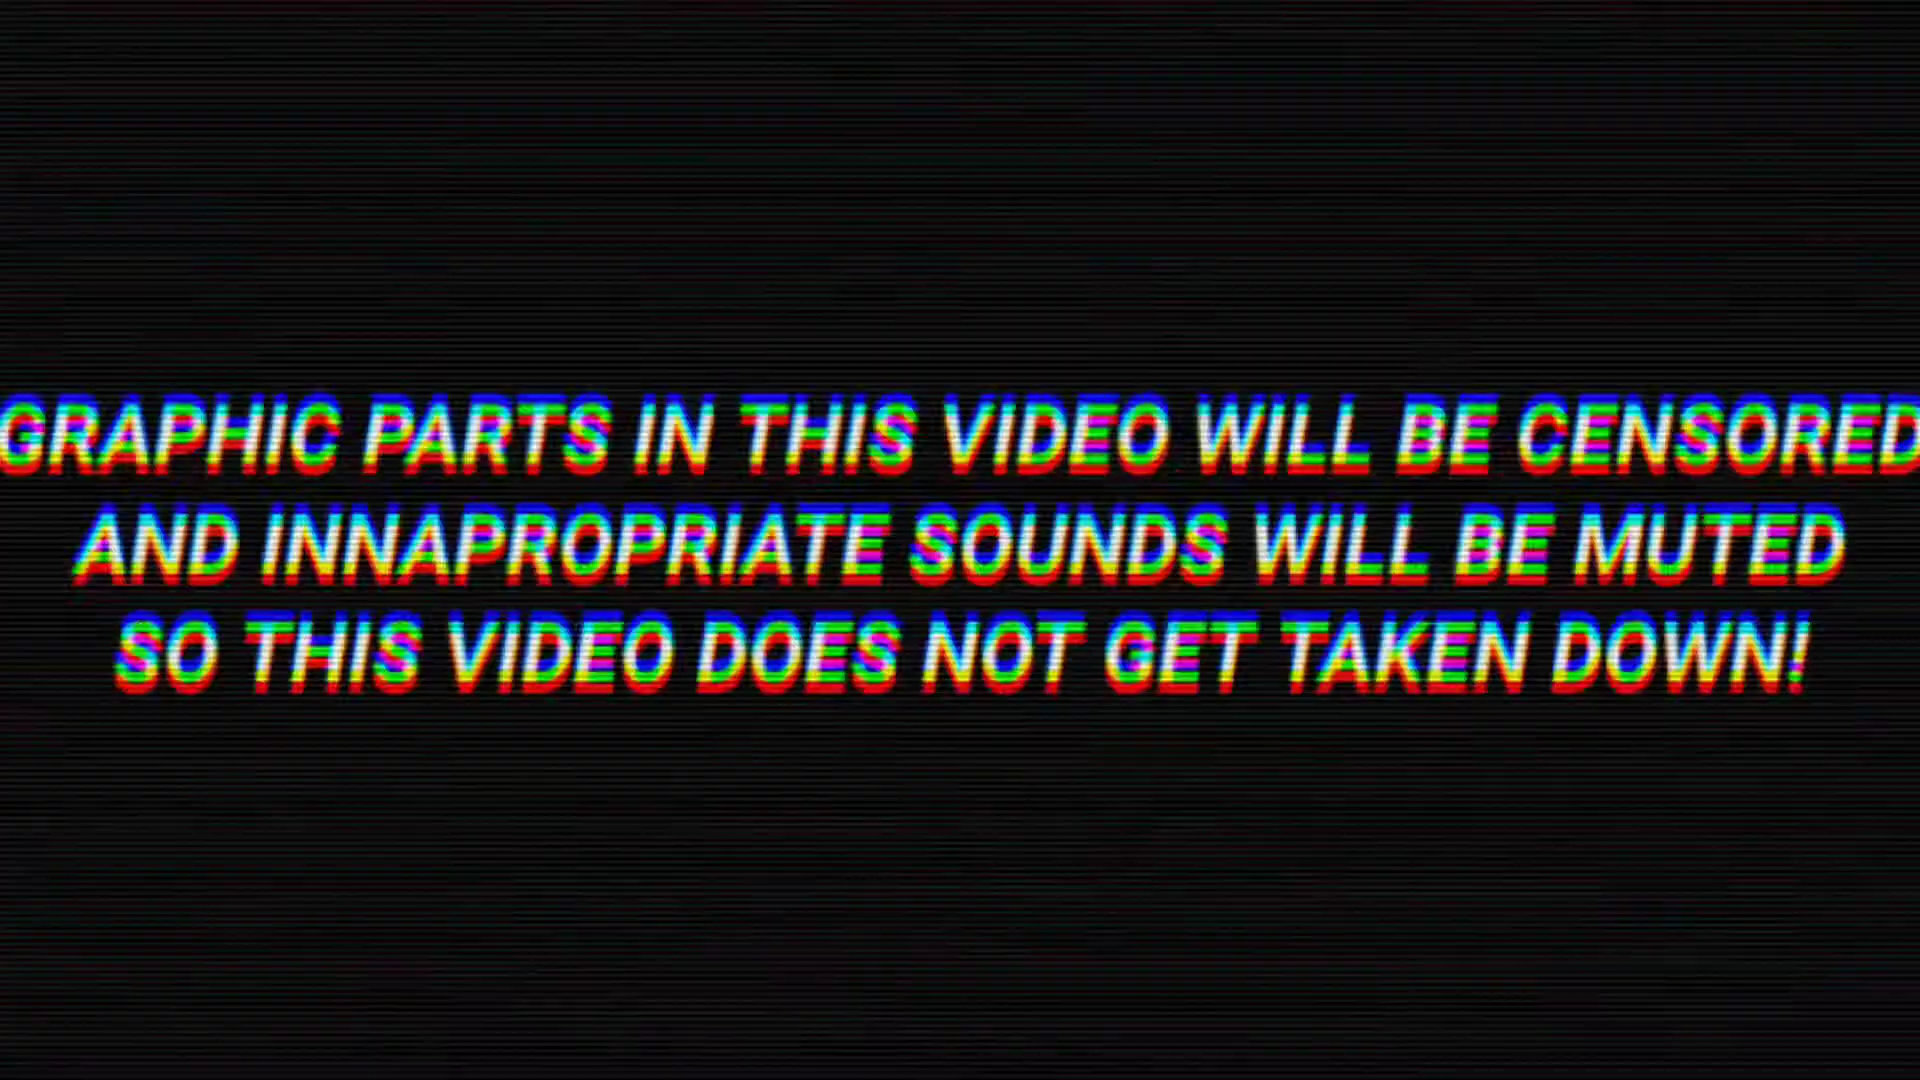 GRAPHIC PARTS IN THIS VIDEO WILL BE CENSORED
AND INNAPROPRIATE SOUNDS WILL BE MUTED
SO THIS VIDEO DOES NOT GET TAKEN DOWN!